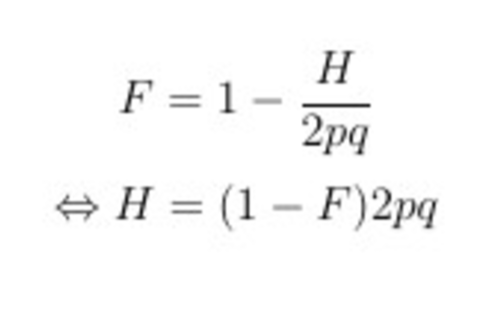 F = 1 − H/2pq
⇔ H = (1 − F)2pq